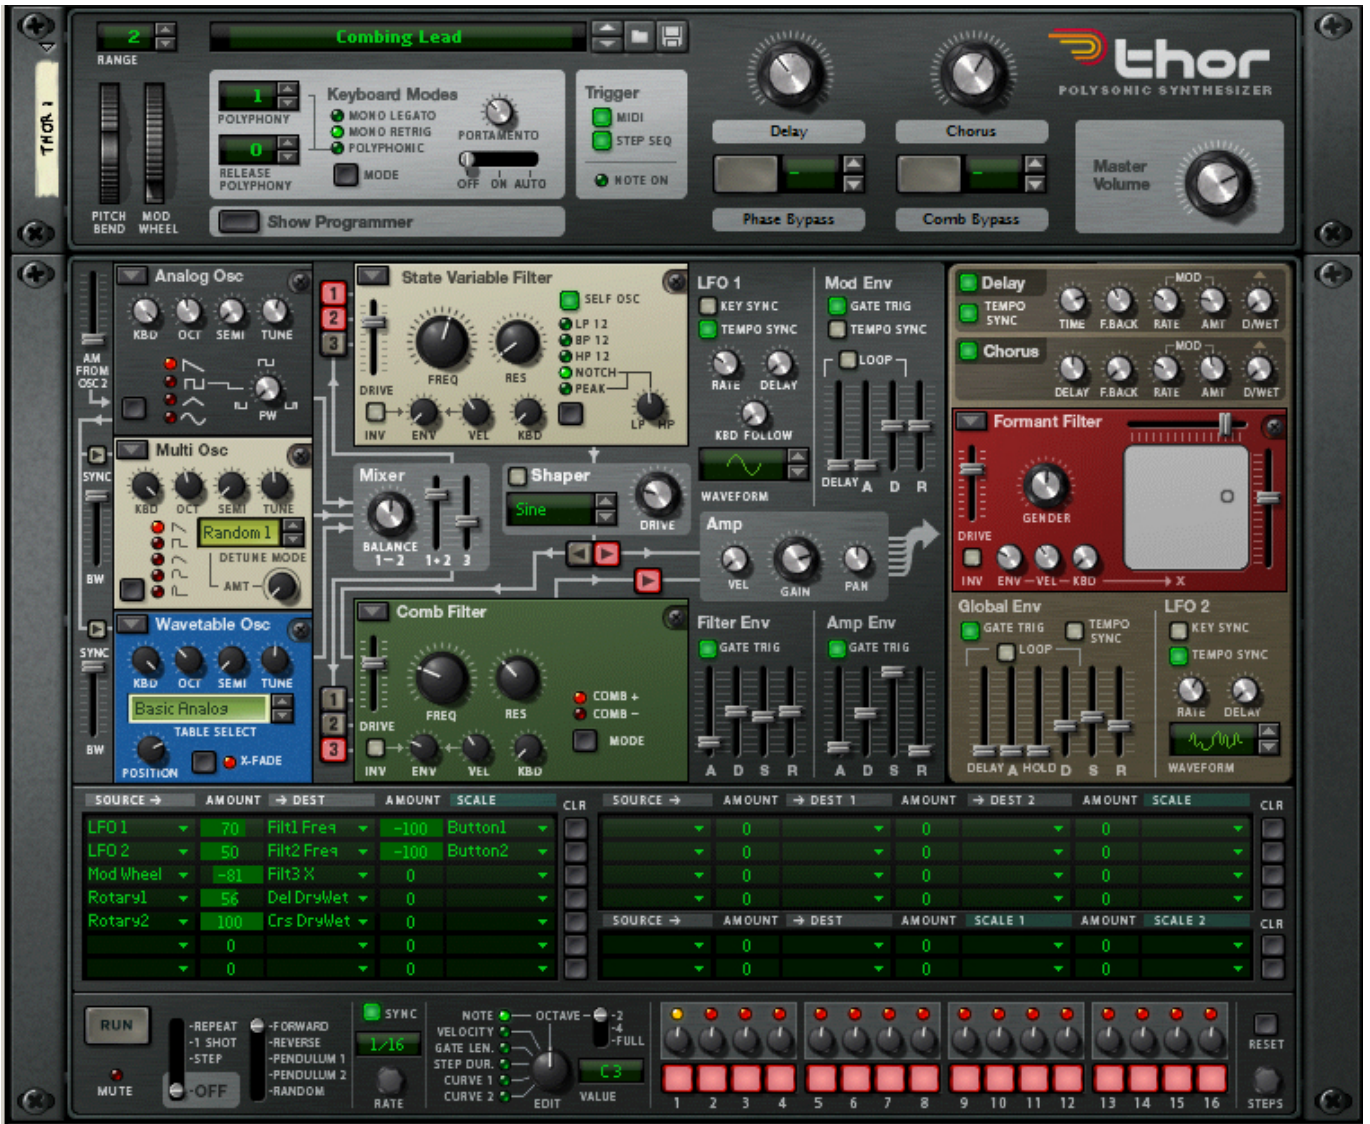 2
Combing Lead
RANGE
thor
POLYSONIC SYNTHESIZER
THOR 1
1
POLYPHONY
0
RELEASE
POLYPHONY
Keyboard Modes
MONO LEGATO
MONO RETRIG
POLYPHONIC
MODE
PORTAMENTO
OFF ON AUTO
Trigger
MIDI
STEP SEQ
NOTE ON
Delay
Chorus
Phase Bypass
Comb Bypass
Master
Volume
PITCH
BEND
MOD
WHEEL
Show Programmer
AM
FROM
OSC 2
SYNC
BW
SYNC
BW
Analog Osc
KBD OCT SEMI TUNE
PW
Multi Osc
KBD OCT SEMI TUNE
Random 1
DETUNE MODE
AMT
Wavetable Osc
KBD OCT SEMI TUNE
Basic Analog
TABLE SELECT
POSITION
X-FADE
1
2
3
State Variable Filter
DRIVE
FREQ
RES
SELF OSC
LP 12
BP 12
HP 12
NOTCH
PEAK
LP HP
INV ENV VEL KBD
Mixer
BALANCE
1–2
1+2 3
Shaper
Sine
DRIVE
1
2
3
Comb Filter
DRIVE
FREQ
RES
COMB +
COMB –
MODE
INV ENV VEL KBD
LFO 1
KEY SYNC
TEMPO SYNC
RATE DELAY
KBD FOLLOW
WAVEFORM
Mod Env
GATE TRIG
TEMPO SYNC
LOOP
DELAY A D R
Amp
VEL GAIN PAN
Filter Env
GATE TRIG
A D S R
Amp Env
GATE TRIG
A D S R
Delay
TEMPO
SYNC
MOD
TIME F.BACK RATE AMT D/WET
Chorus
MOD
DELAY F.BACK RATE AMT D/WET
Formant Filter
GENDER
DRIVE
INV ENV – VEL – KBD X
Global Env
GATE TRIG
TEMPO
SYNC
LOOP
DELAY A HOLD D S R
LFO 2
KEY SYNC
TEMPO SYNC
RATE DELAY
WAVEFORM
SOURCE → AMOUNT → DEST AMOUNT SCALE CLR
LFO 1 70 Filt1 Freq -100 Button1
LFO 2 50 Filt2 Freq -100 Button2
Mod Wheel -81 Filt3 X 0
Rotary1 56 Del DryWet 0
Rotary2 100 Crs DryWet 0
0 0
0 0
SOURCE → AMOUNT → DEST 1 AMOUNT → DEST 2 AMOUNT SCALE CLR
0 0 0
0 0 0
0 0 0
0 0 0
SOURCE → AMOUNT → DEST AMOUNT SCALE 1 AMOUNT SCALE 2 CLR
0 0 0
0 0 0
RUN
MUTE
-REPEAT
-1 SHOT
-STEP
-OFF
-FORWARD
-REVERSE
-PENDULUM 1
-PENDULUM 2
-RANDOM
SYNC
1/16
RATE
NOTE
VELOCITY
GATE LEN.
STEP DUR.
CURVE 1
CURVE 2
OCTAVE
-2
-4
-FULL
EDIT
C 3
VALUE
1 2 3 4 5 6 7 8 9 10 11 12 13 14 15 16
RESET
STEPS